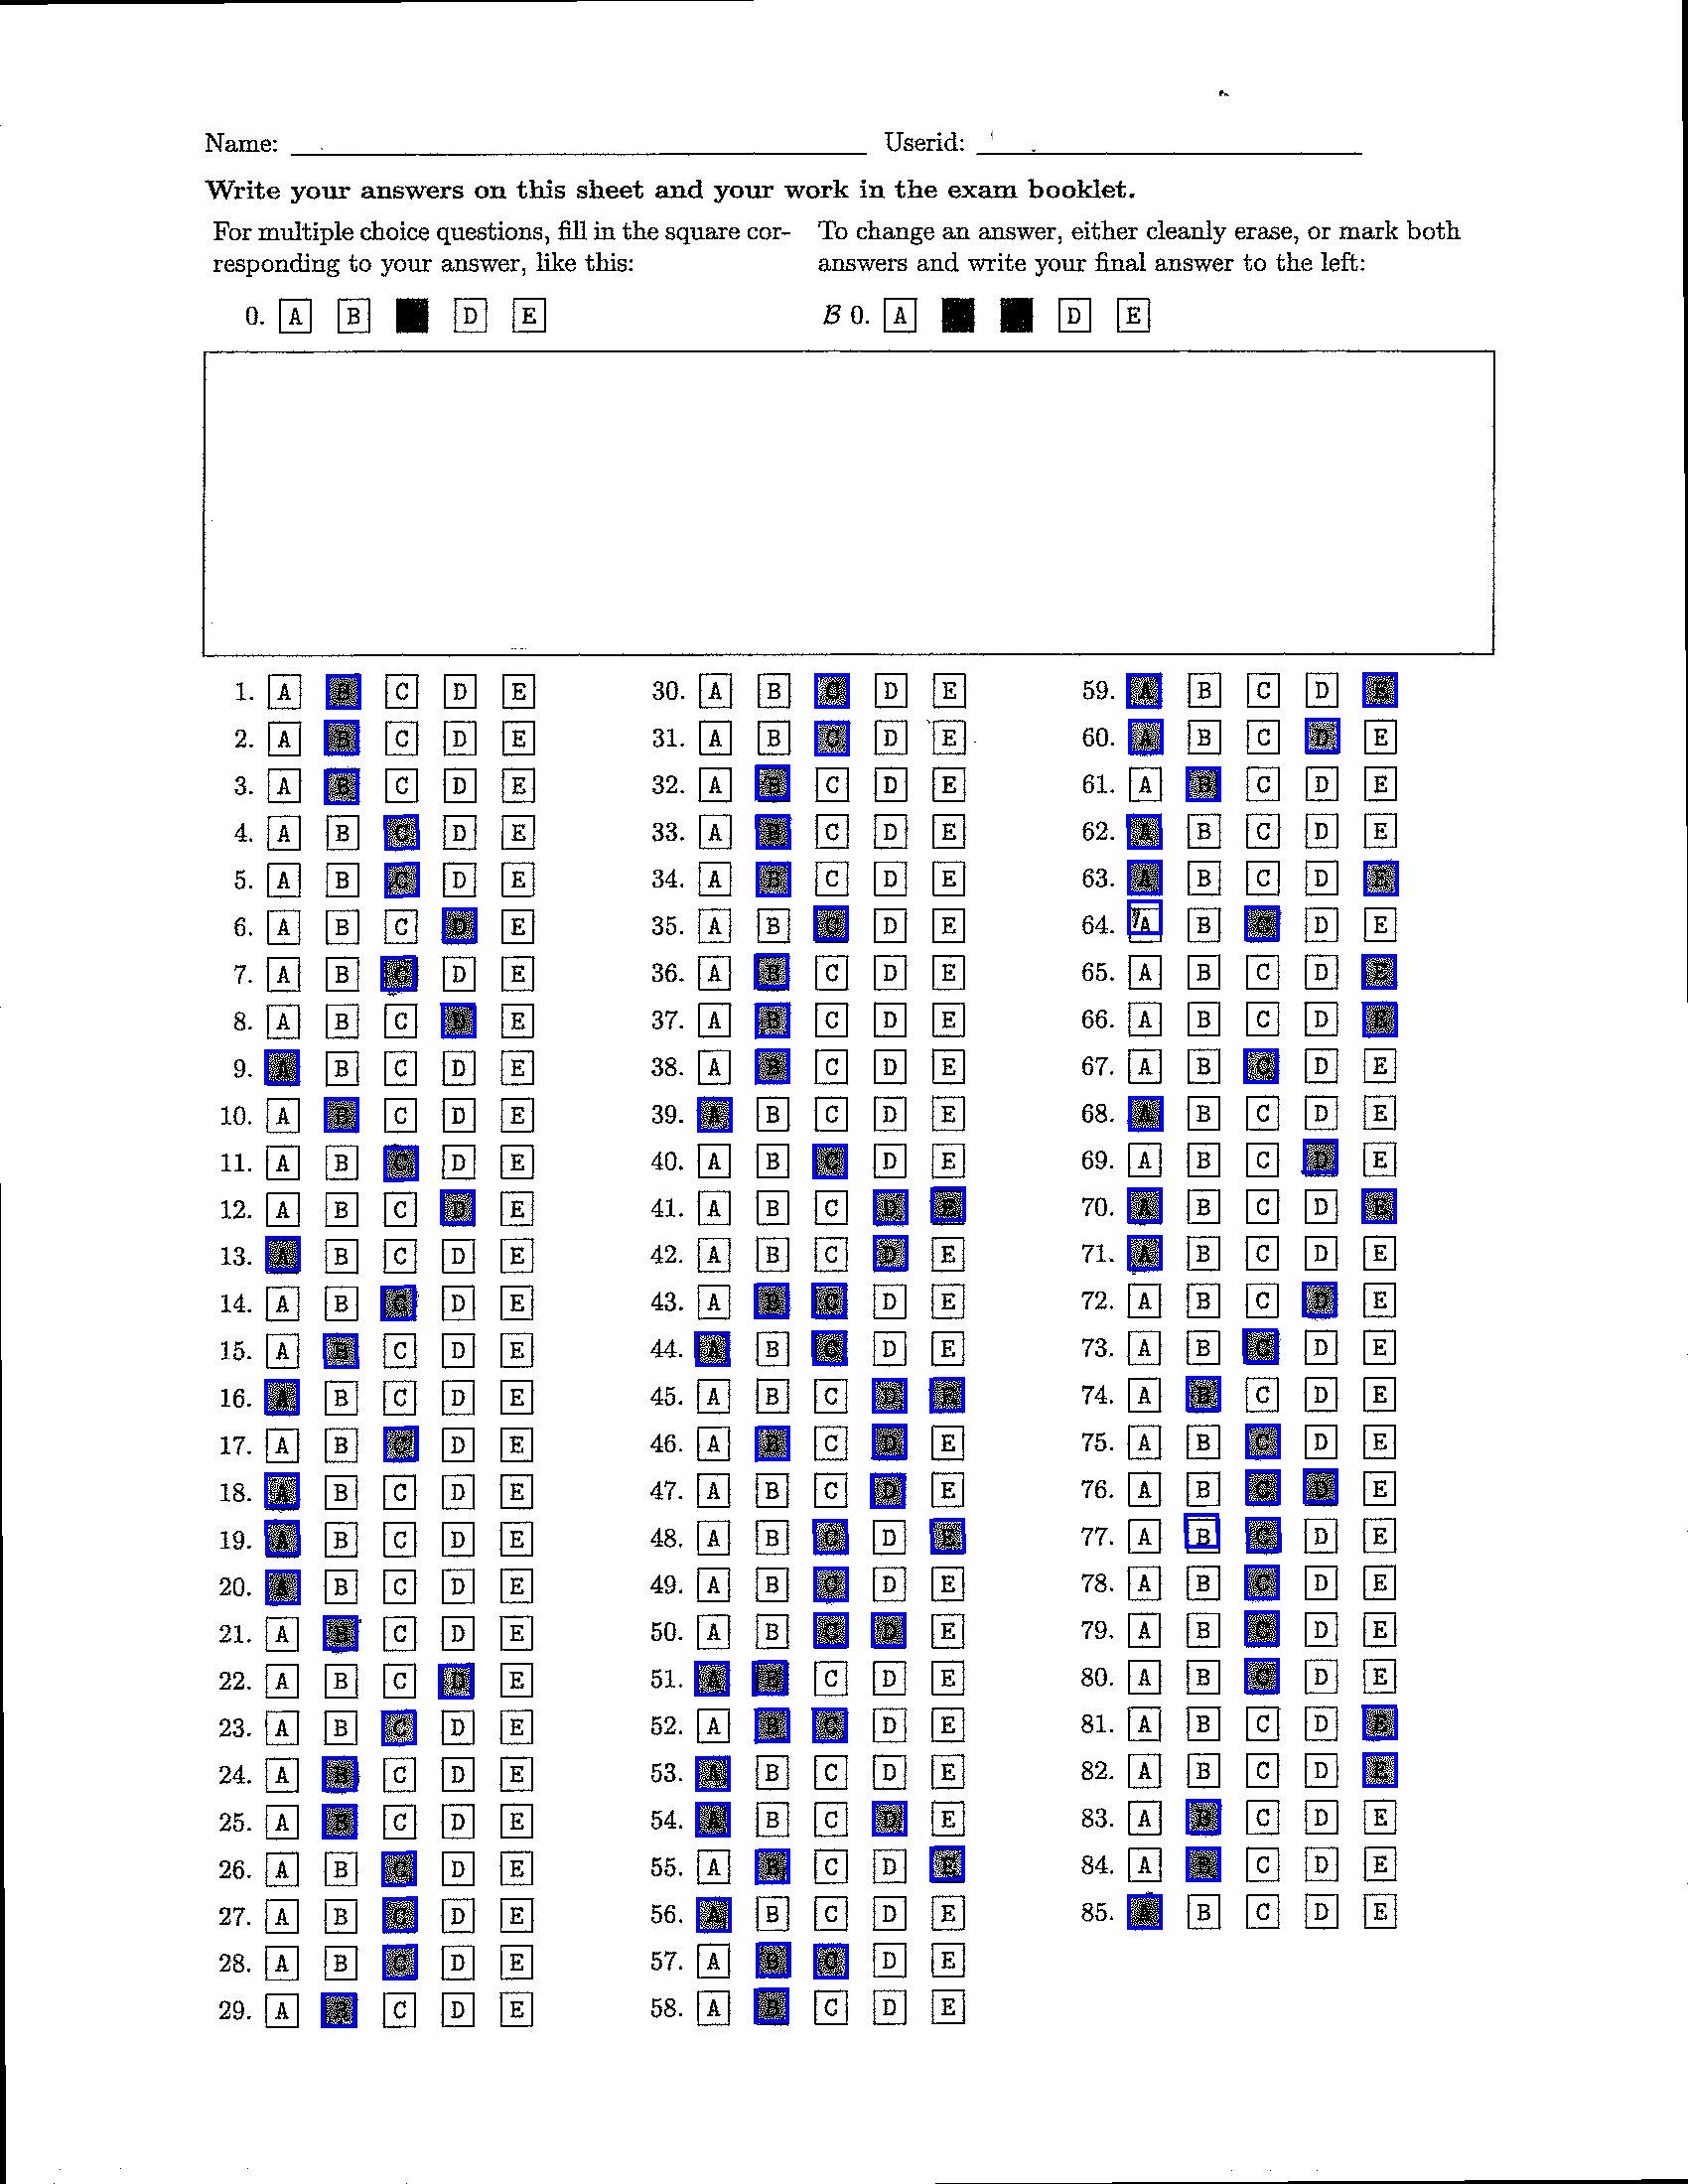 Name: Userid:
Write your answers on this sheet and your work in the exam booklet.
For multiple choice questions, fill in the square cor-
responding to your answer, like this:
To change an answer, either cleanly erase, or mark both
answers and write your final answer to the left:
0. A B D E
B 0. A D E
1. A B C D E
2. A B C D E
3. A B C D E
4. A B C D E
5. A B C D E
6. A B C D E
7. A B C D E
8. A B C D E
9. A B C D E
10. A B C D E
11. A B C D E
12. A B C D E
13. A B C D E
14. A B C D E
15. A B C D E
16. A B C D E
17. A B C D E
18. A B C D E
19. A B C D E
20. A B C D E
21. A B C D E
22. A B C D E
23. A B C D E
24. A B C D E
25. A B C D E
26. A B C D E
27. A B C D E
28. A B C D E
29. A B C D E
30. A B C D E
31. A B C D E
32. A B C D E
33. A B C D E
34. A B C D E
35. A B C D E
36. A B C D E
37. A B C D E
38. A B C D E
39. A B C D E
40. A B C D E
41. A B C D E
42. A B C D E
43. A B C D E
44. A B C D E
45. A B C D E
46. A B C D E
47. A B C D E
48. A B C D E
49. A B C D E
50. A B C D E
51. A B C D E
52. A B C D E
53. A B C D E
54. A B C D E
55. A B C D E
56. A B C D E
57. A B C D E
58. A B C D E
59. A B C D E
60. A B C D E
61. A B C D E
62. A B C D E
63. A B C D E
64. A B C D E
65. A B C D E
66. A B C D E
67. A B C D E
68. A B C D E
69. A B C D E
70. A B C D E
71. A B C D E
72. A B C D E
73. A B C D E
74. A B C D E
75. A B C D E
76. A B C D E
77. A B C D E
78. A B C D E
79. A B C D E
80. A B C D E
81. A B C D E
82. A B C D E
83. A B C D E
84. A B C D E
85. A B C D E